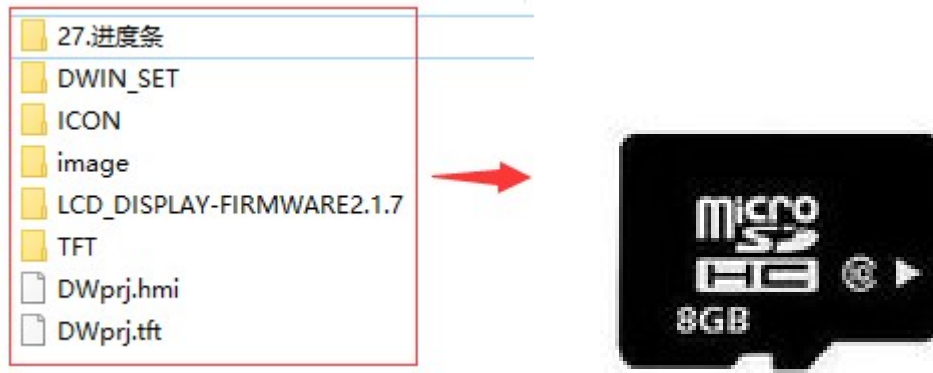 27.进度条
DWIN_SET
ICON
image
LCD_DISPLAY-FIRMWARE2.1.7
TFT
DWprj.hmi
DWprj.tft
micro
SD
HC
8GB